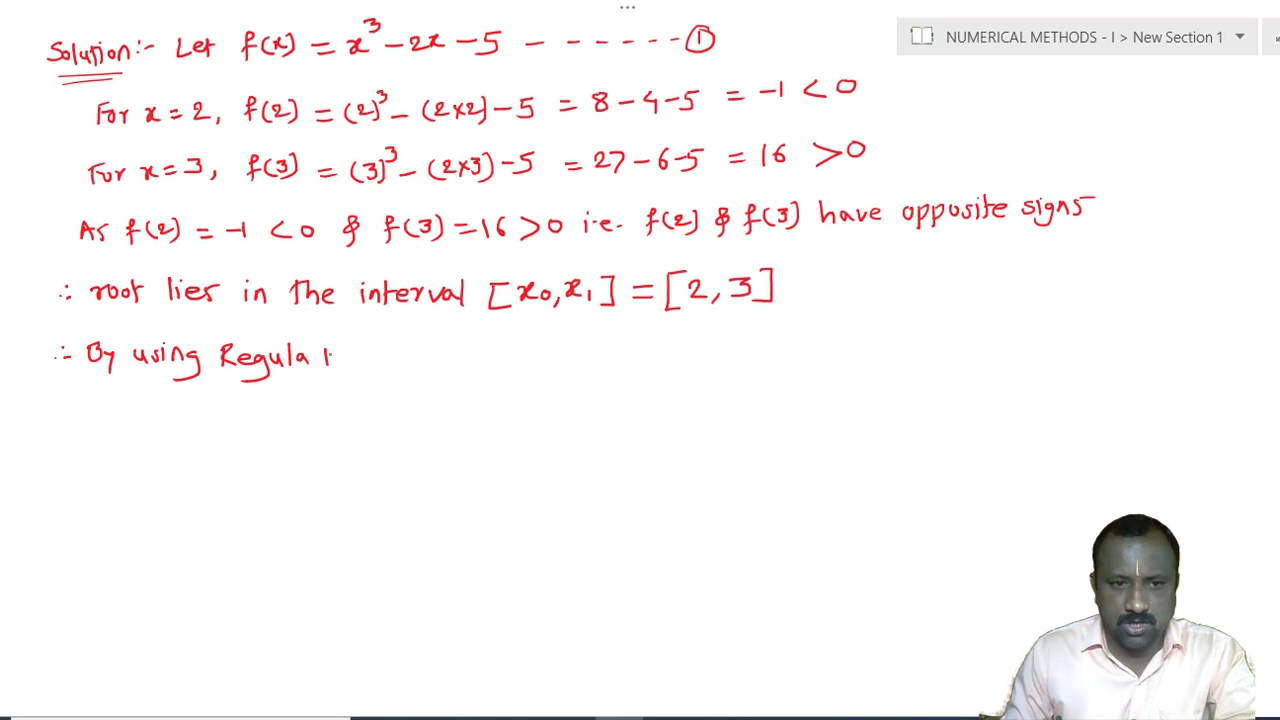 NUMERICAL METHODS - I > New Section 1
Solution:- Let f(x) = x³ - 2x - 5 - - - - - - - ①
For x = 2, f(2) = (2)³ - (2×2) - 5 = 8 - 4 - 5 = -1 < 0
For x = 3, f(3) = (3)³ - (2×3) - 5 = 27 - 6 - 5 = 16 > 0
As f(2) = -1 < 0 & f(3) = 16 > 0 i.e. f(2) & f(3) have opposite signs
∴ root lies in the interval [x₀, x₁] = [2, 3]
∴ By using Regula